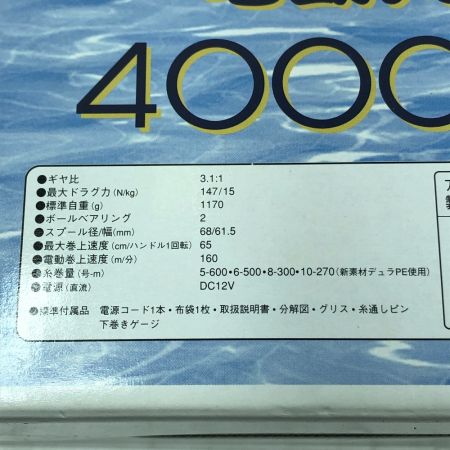 4000
●ギヤ比 3.1:1
●最大ドラグ力(N/kg) 147/15
●標準自重(g) 1170
●ボールベアリング 2
●スプール径/幅(mm) 68/61.5
●最大巻上速度(cm/ハンドル1回転) 65
●電動巻上速度(m/分) 160
●糸巻量(号-m) 5-600・6-500・8-300・10-270(新素材デュラPE使用)
●電源(直流) DC12V
●標準付属品 電源コード1本・布袋1枚・取扱説明書・分解図・グリス・糸通しピン
下巻きゲージ